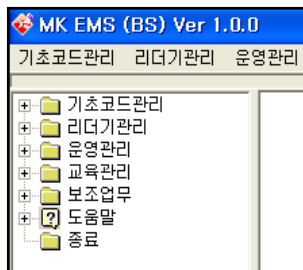 MK EMS (BS) Ver 1.0.0
기초코드관리 리더기관리 운영관리
기초코드관리
리더기관리
운영관리
교육관리
보조업무
도움말
종료